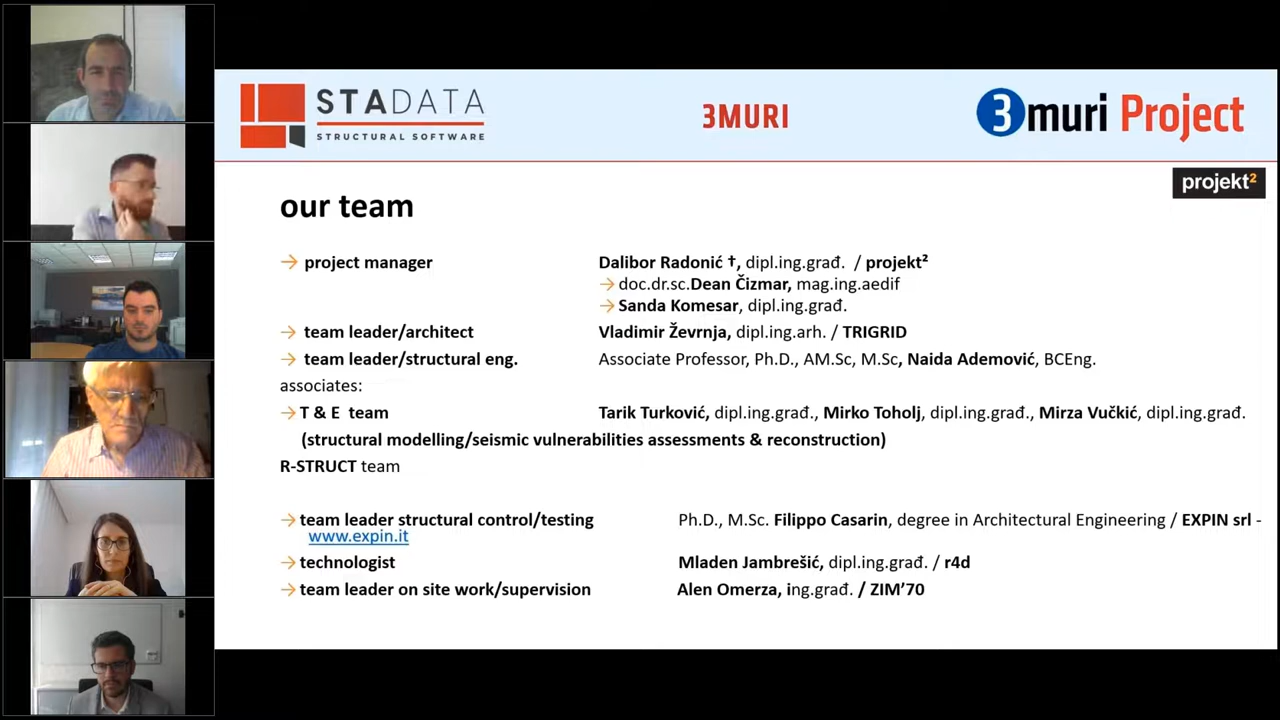 STADATA
STRUCTURAL SOFTWARE
3MURI
3muri Project
projekt²
our team
→ project manager Dalibor Radonić †, dipl.ing.građ. / projekt²
→ doc.dr.sc.Dean Čizmar, mag.ing.aedif
→ Sanda Komesar, dipl.ing.građ.
→ team leader/architect Vladimir Ževrnja, dipl.ing.arh. / TRIGRID
→ team leader/structural eng. Associate Professor, Ph.D., AM.Sc, M.Sc, Naida Ademović, BCEng.
associates:
→ T & E team Tarik Turković, dipl.ing.građ., Mirko Toholj, dipl.ing.građ., Mirza Vučkić, dipl.ing.građ.
(structural modelling/seismic vulnerabilities assessments & reconstruction)
R-STRUCT team
→ team leader structural control/testing Ph.D., M.Sc. Filippo Casarin, degree in Architectural Engineering / EXPIN srl -
www.expin.it
→ technologist Mladen Jambrešić, dipl.ing.građ. / r4d
→ team leader on site work/supervision Alen Omerza, ing.građ. / ZIM’70